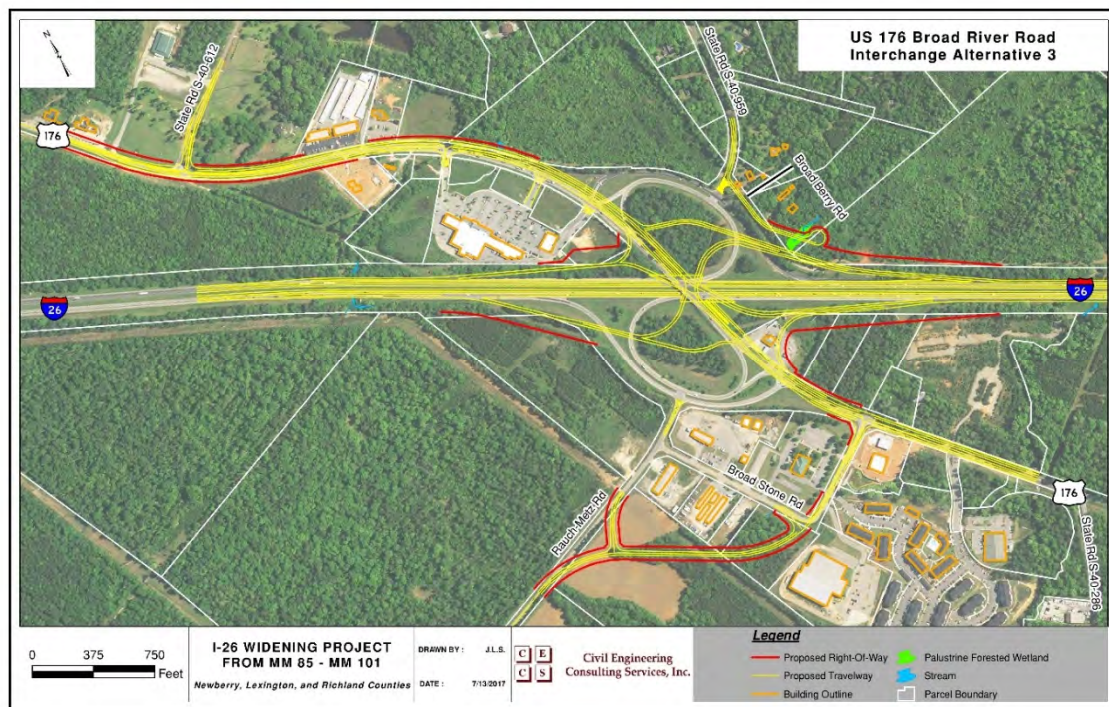 US 176 Broad River Road
Interchange Alternative 3
N
State Rd S-40-612
State Rd S-40-959
176
Broad Berry Rd
26
26
Broad Stone Rd
Rauch-Metz Rd
176
State Rd S-40-286
0 375 750
Feet
I-26 WIDENING PROJECT
FROM MM 85 - MM 101
Newberry, Lexington, and Richland Counties
DRAWN BY : J.L.S.
DATE : 7/13/2017
C E
C S
Civil Engineering
Consulting Services, Inc.
Legend
Proposed Right-Of-Way
Proposed Travelway
Building Outline
Palustrine Forested Wetland
Stream
Parcel Boundary